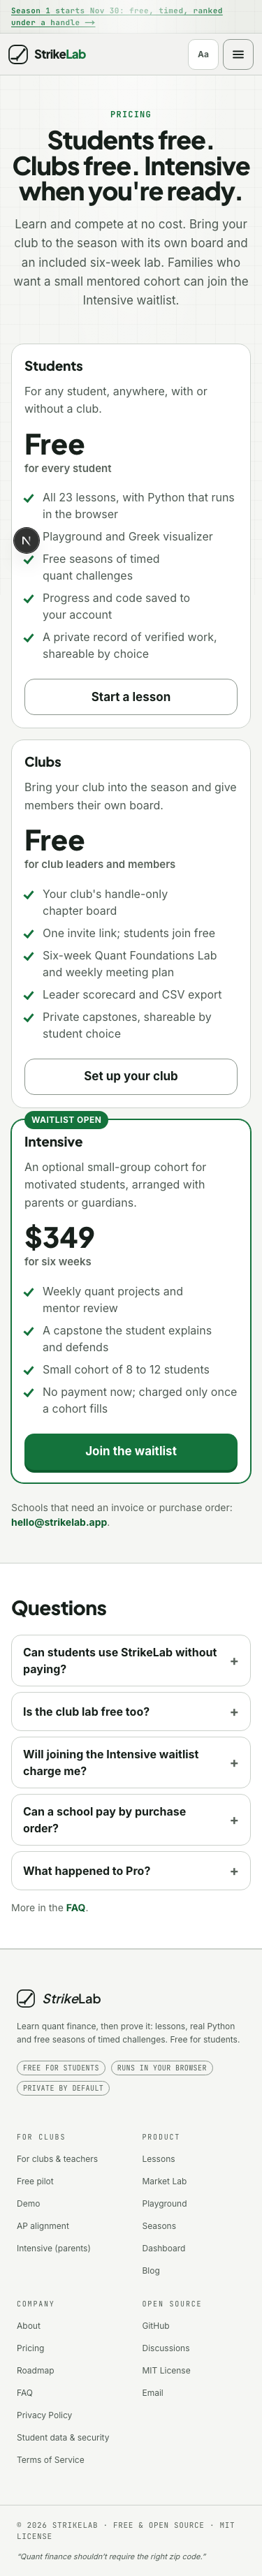 Season 1 starts Nov 30: free, timed, ranked
under a handle →
StrikeLab
Aa
PRICING
Students free.
Clubs free. Intensive
when you're ready.
Learn and compete at no cost. Bring your
club to the season with its own board and
an included six-week lab. Families who
want a small mentored cohort can join the
Intensive waitlist.
Students
For any student, anywhere, with or
without a club.
Free
for every student
All 23 lessons, with Python that runs
in the browser
Playground and Greek visualizer
N
Free seasons of timed
quant challenges
Progress and code saved to
your account
A private record of verified work,
shareable by choice
Start a lesson
Clubs
Bring your club into the season and give
members their own board.
Free
for club leaders and members
Your club's handle-only
chapter board
One invite link; students join free
Six-week Quant Foundations Lab
and weekly meeting plan
Leader scorecard and CSV export
Private capstones, shareable by
student choice
Set up your club
WAITLIST OPEN
Intensive
An optional small-group cohort for
motivated students, arranged with
parents or guardians.
$349
for six weeks
Weekly quant projects and
mentor review
A capstone the student explains
and defends
Small cohort of 8 to 12 students
No payment now; charged only once
a cohort fills
Join the waitlist
Schools that need an invoice or purchase order:
hello@strikelab.app.
Questions
Can students use StrikeLab without
paying?
+
Is the club lab free too?
+
Will joining the Intensive waitlist
charge me?
+
Can a school pay by purchase
order?
+
What happened to Pro?
+
More in the FAQ.
StrikeLab
Learn quant finance, then prove it: lessons, real Python
and free seasons of timed challenges. Free for students.
FREE FOR STUDENTS
RUNS IN YOUR BROWSER
PRIVATE BY DEFAULT
FOR CLUBS
For clubs & teachers
Free pilot
Demo
AP alignment
Intensive (parents)
PRODUCT
Lessons
Market Lab
Playground
Seasons
Dashboard
Blog
COMPANY
About
Pricing
Roadmap
FAQ
Privacy Policy
Student data & security
Terms of Service
OPEN SOURCE
GitHub
Discussions
MIT License
Email
© 2026 STRIKELAB · FREE & OPEN SOURCE · MIT
LICENSE
"Quant finance shouldn't require the right zip code."